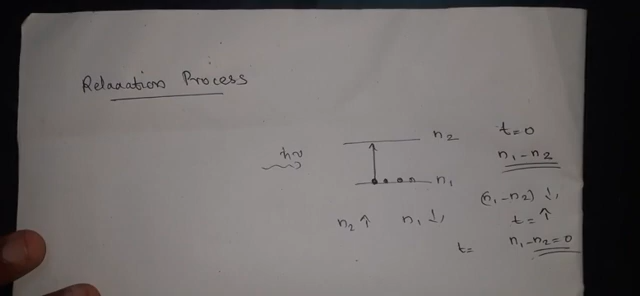 Relaxation Process
hν
n₂
n₁
t=0
n₁-n₂
(n₁-n₂) ↓,
t= ↑
n₂ ↑ n₁ ↓,
t= n₁-n₂=0